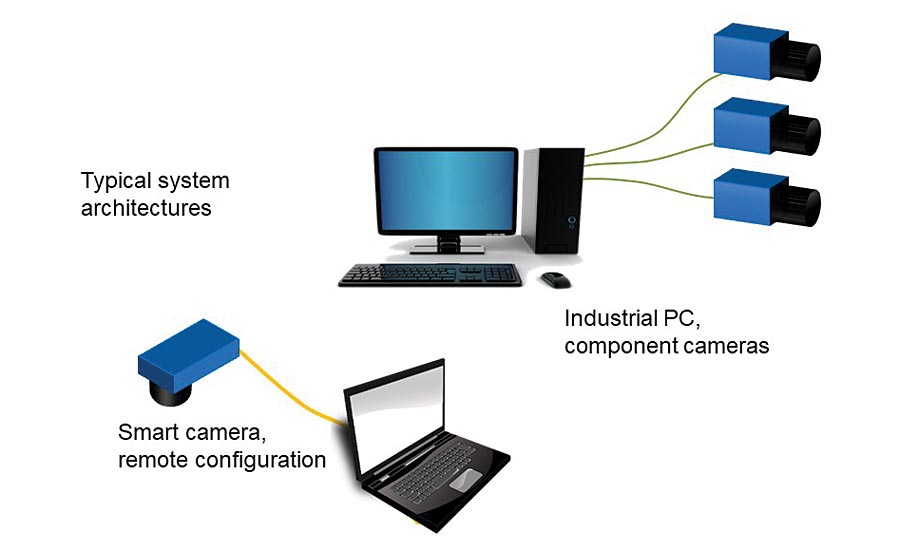 Typical system
architectures
Industrial PC,
component cameras
Smart camera,
remote configuration